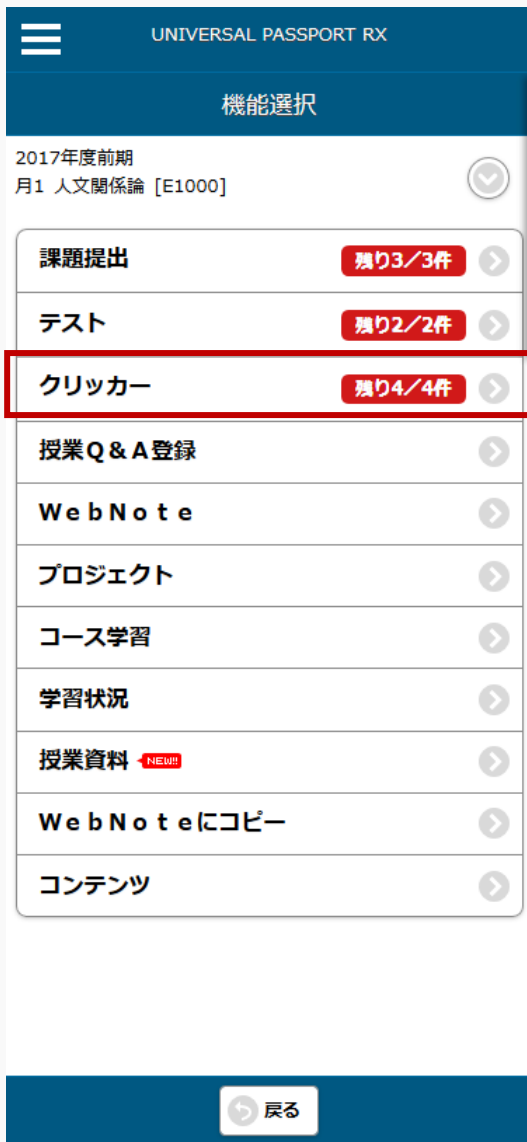 UNIVERSAL PASSPORT RX
機能選択
2017年度前期
月1 人文関係論 [E1000]
課題提出 残り3／3件
テスト 残り2／2件
クリッカー 残り4／4件
授業Ｑ＆Ａ登録
ＷｅｂＮｏｔｅ
プロジェクト
コース学習
学習状況
授業資料 NEW!!
ＷｅｂＮｏｔｅにコピー
コンテンツ
戻る